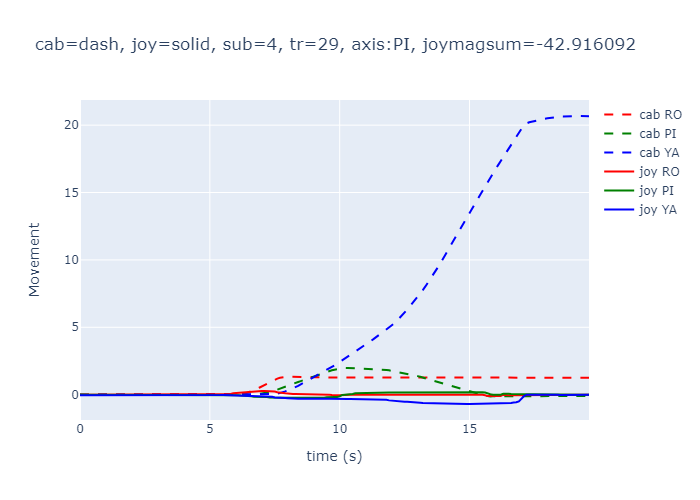 cab=dash, joy=solid, sub=4, tr=29, axis:PI, joymagsum=-42.916092
cab RO
cab PI
cab YA
joy RO
joy PI
joy YA
20
15
10
5
0
Movement
0 5 10 15
time (s)